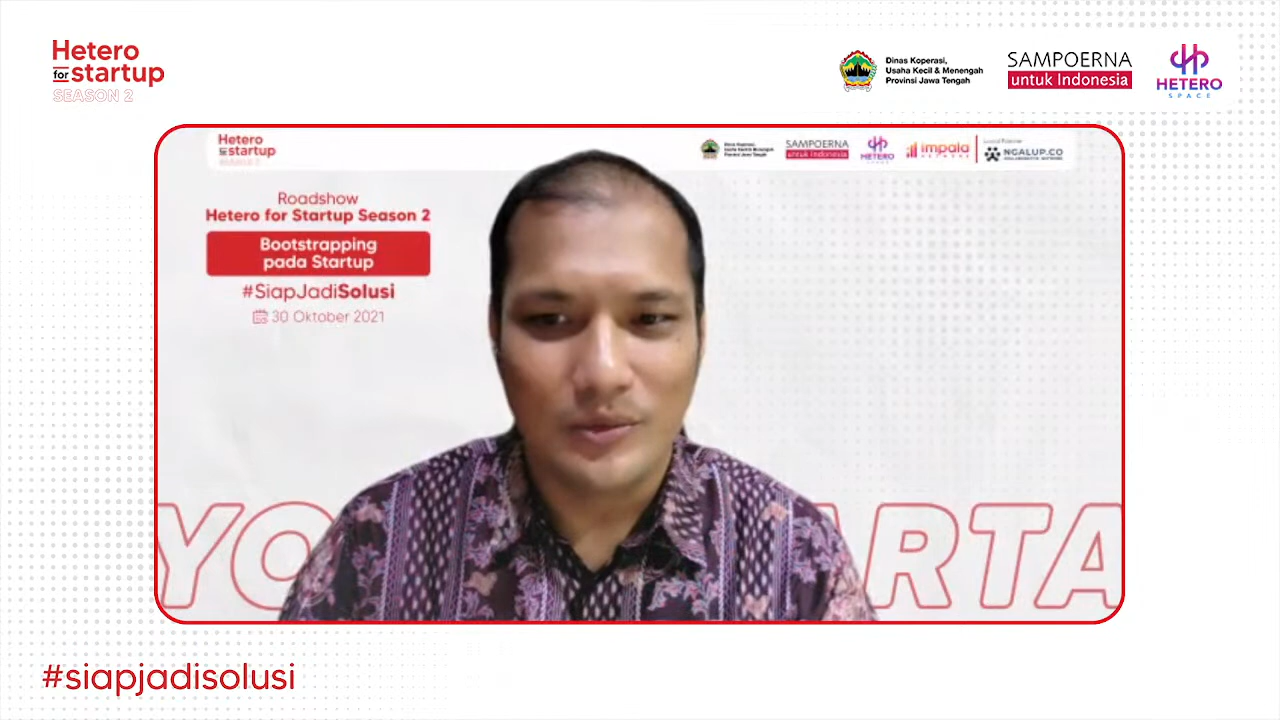 Hetero
for startup
SEASON 2
Dinas Koperasi,
Usaha Kecil & Menengah
Provinsi Jawa Tengah
SAMPOERNA
untuk Indonesia
HETERO
SPACE
Hetero
for startup
SAMPOERNA
untuk Indonesia
HETERO
impala
NGALUP.CO
Roadshow
Hetero for Startup Season 2
Bootstrapping
pada Startup
#SiapJadiSolusi
30 Oktober 2021
YO ARTA
#siapjadisolusi